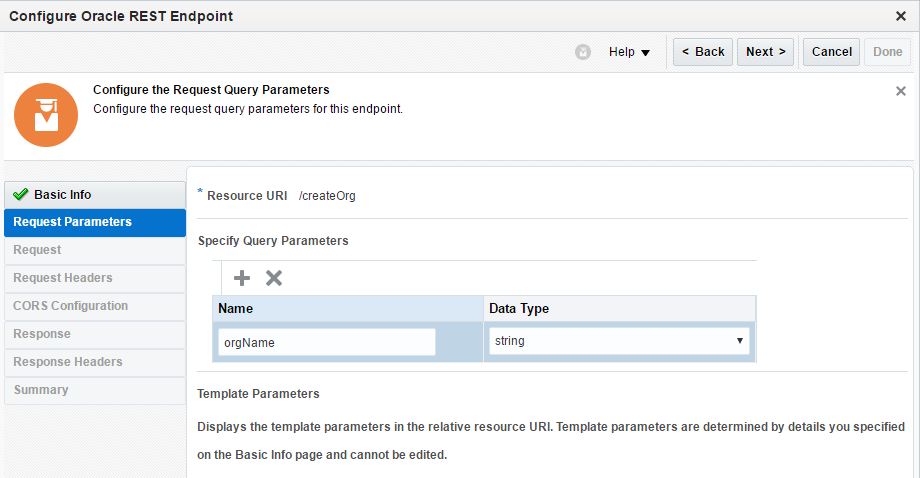 Configure Oracle REST Endpoint
Help
< Back
Next >
Cancel
Done
Configure the Request Query Parameters
Configure the request query parameters for this endpoint.
Basic Info
Request Parameters
Request
Request Headers
CORS Configuration
Response
Response Headers
Summary
* Resource URI /createOrg
Specify Query Parameters
Name Data Type
orgName string
Template Parameters
Displays the template parameters in the relative resource URI. Template parameters are determined by details you specified
on the Basic Info page and cannot be edited.